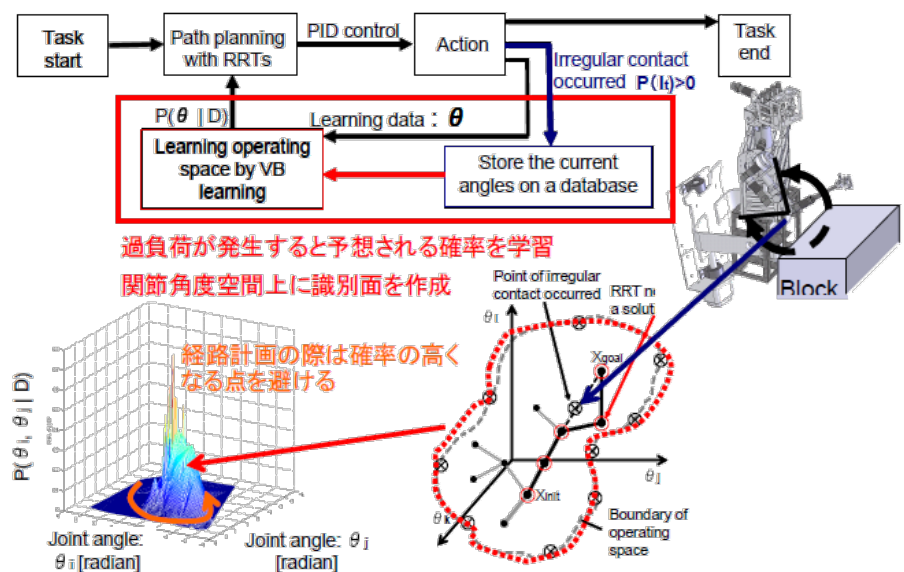 Task
start
Path planning
with RRTs
PID control
Action
Task
end
Irregular contact
occurred P(It)>0
P(θ | D)
Learning data : θ
Learning operating
space by VB
learning
Store the current
angles on a database
過負荷が発生すると予想される確率を学習
関節角度空間上に識別面を作成
Block
Point of irregular
contact occurred
RRT
a solut
経路計画の際は確率の高く
なる点を避ける
P(θi, θj | D)
Joint angle:
θi [radian]
Joint angle: θj
[radian]
θi
Xgoal
θj
Xinit
θk
Boundary of
operating
space